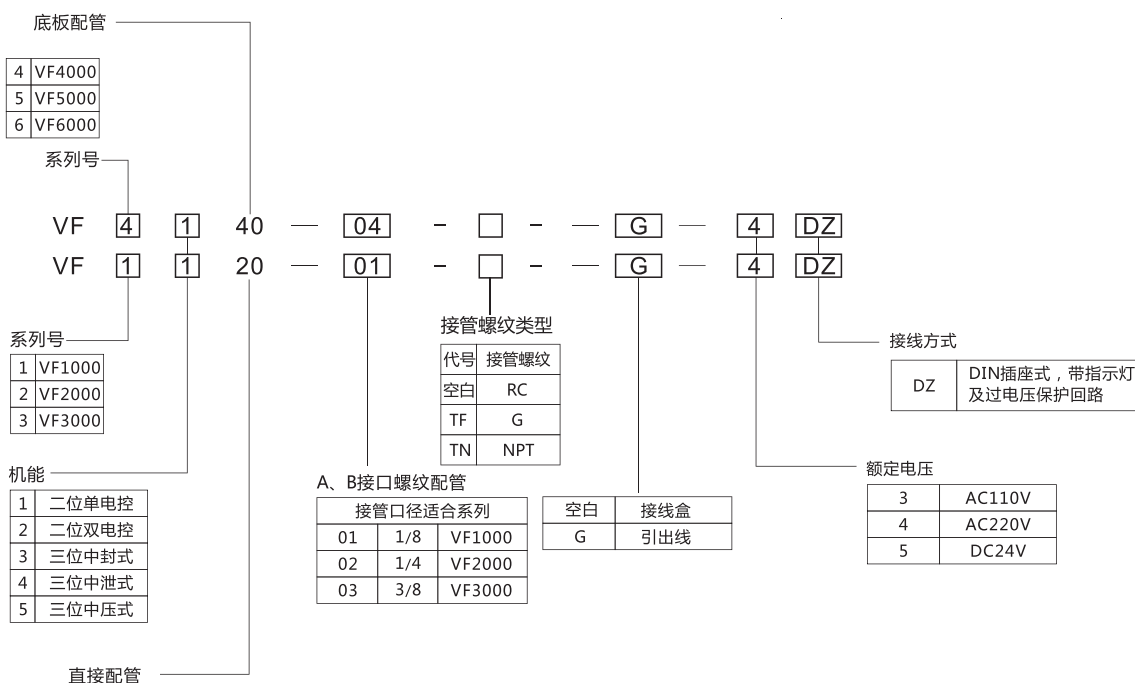 底板配管
4 VF4000
5 VF5000
6 VF6000
系列号
VF 4 1 40 — 04 - - — G — 4 DZ
VF 1 1 20 — 01 - - — G — 4 DZ
系列号
1 VF1000
2 VF2000
3 VF3000
机能
1 二位单电控
2 二位双电控
3 三位中封式
4 三位中泄式
5 三位中压式
直接配管
接管螺纹类型
代号 接管螺纹
空白 RC
TF G
TN NPT
A、B接口螺纹配管
接管口径适合系列
01 1/8 VF1000
02 1/4 VF2000
03 3/8 VF3000
空白 接线盒
G 引出线
接线方式
DZ DIN插座式，带指示灯
及过电压保护回路
额定电压
3 AC110V
4 AC220V
5 DC24V